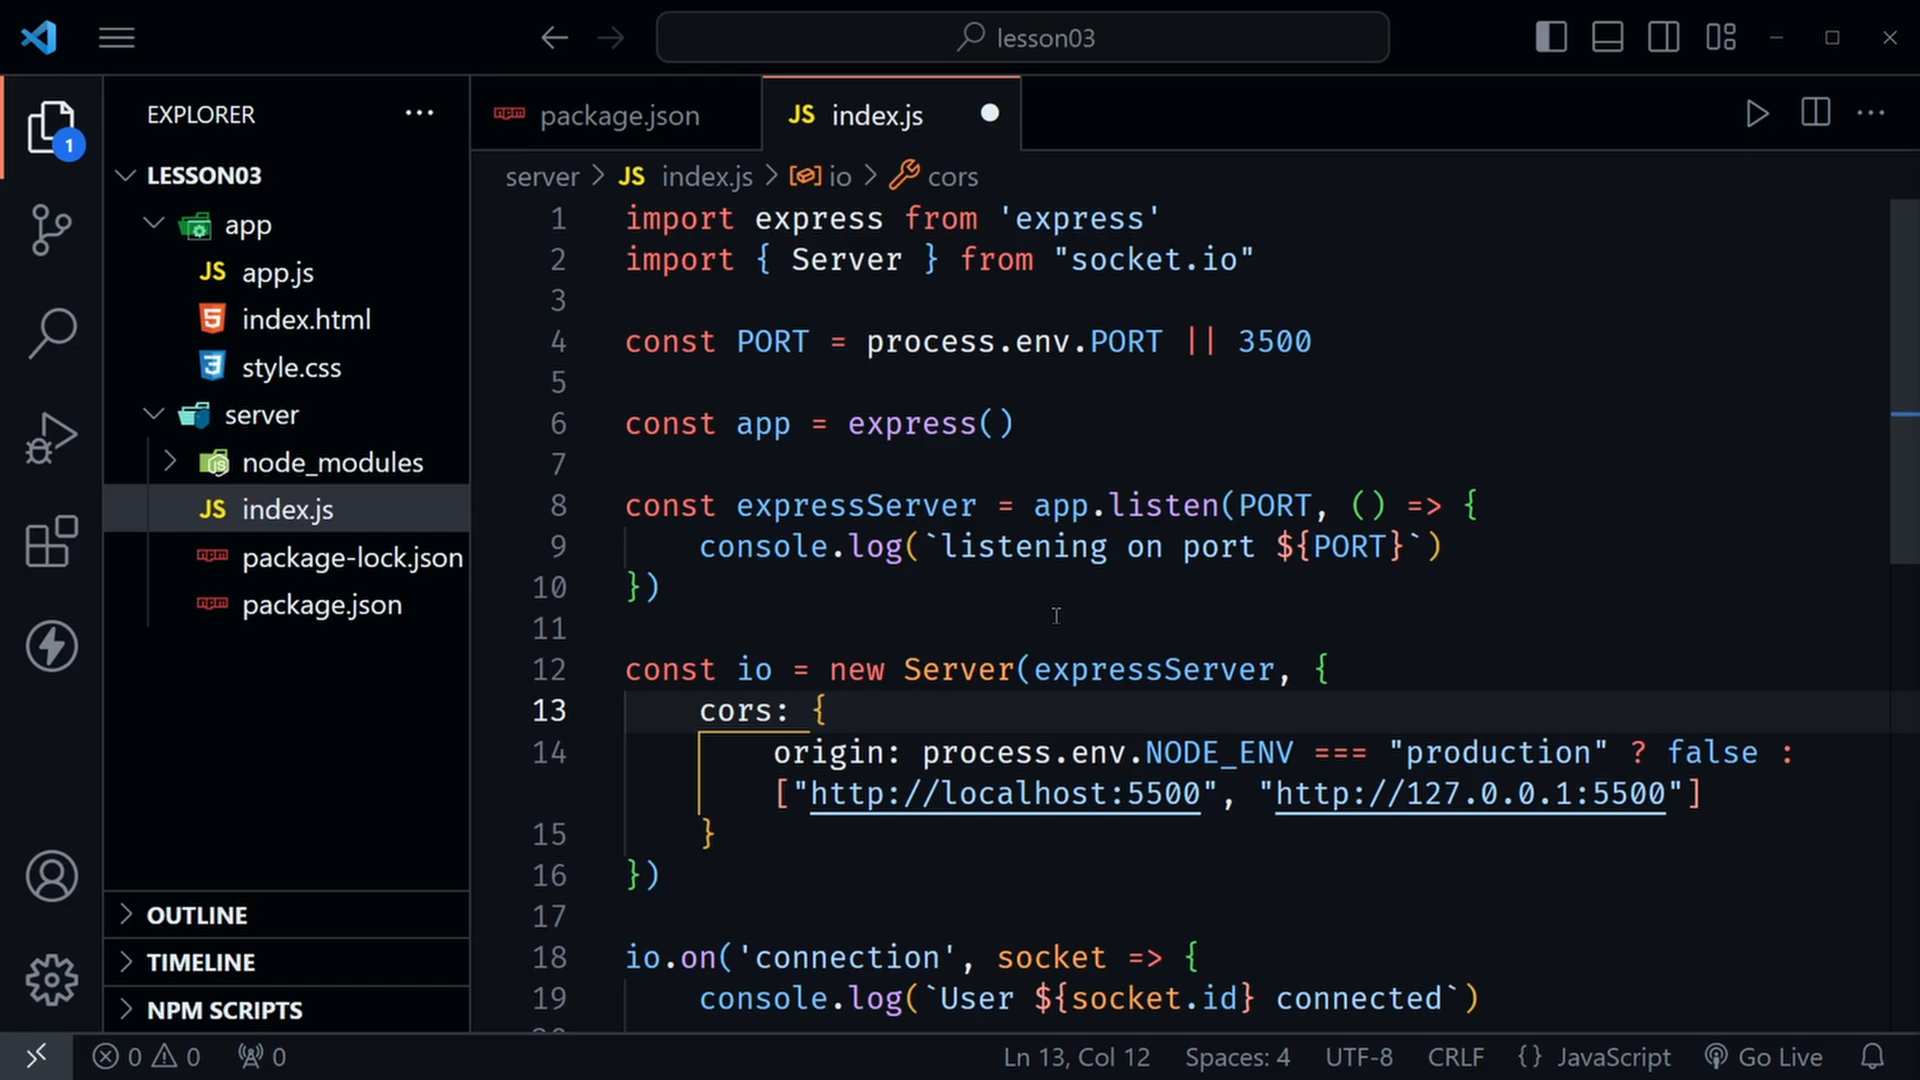 lesson03
EXPLORER
1
LESSON03
app
JS app.js
5 index.html
3 style.css
server
node_modules
JS index.js
package-lock.json
package.json
OUTLINE
TIMELINE
NPM SCRIPTS
npm package.json
JS index.js
server > JS index.js > io > cors
1 import express from 'express'
2 import { Server } from "socket.io"
3
4 const PORT = process.env.PORT || 3500
5
6 const app = express()
7
8 const expressServer = app.listen(PORT, () => {
9 console.log(`listening on port ${PORT}`)
10 })
11
12 const io = new Server(expressServer, {
13 cors: {
14 origin: process.env.NODE_ENV === "production" ? false :
["http://localhost:5500", "http://127.0.0.1:5500"]
15 }
16 })
17
18 io.on('connection', socket => {
19 console.log(`User ${socket.id} connected`)
0 0 0
Ln 13, Col 12 Spaces: 4 UTF-8 CRLF {} JavaScript Go Live